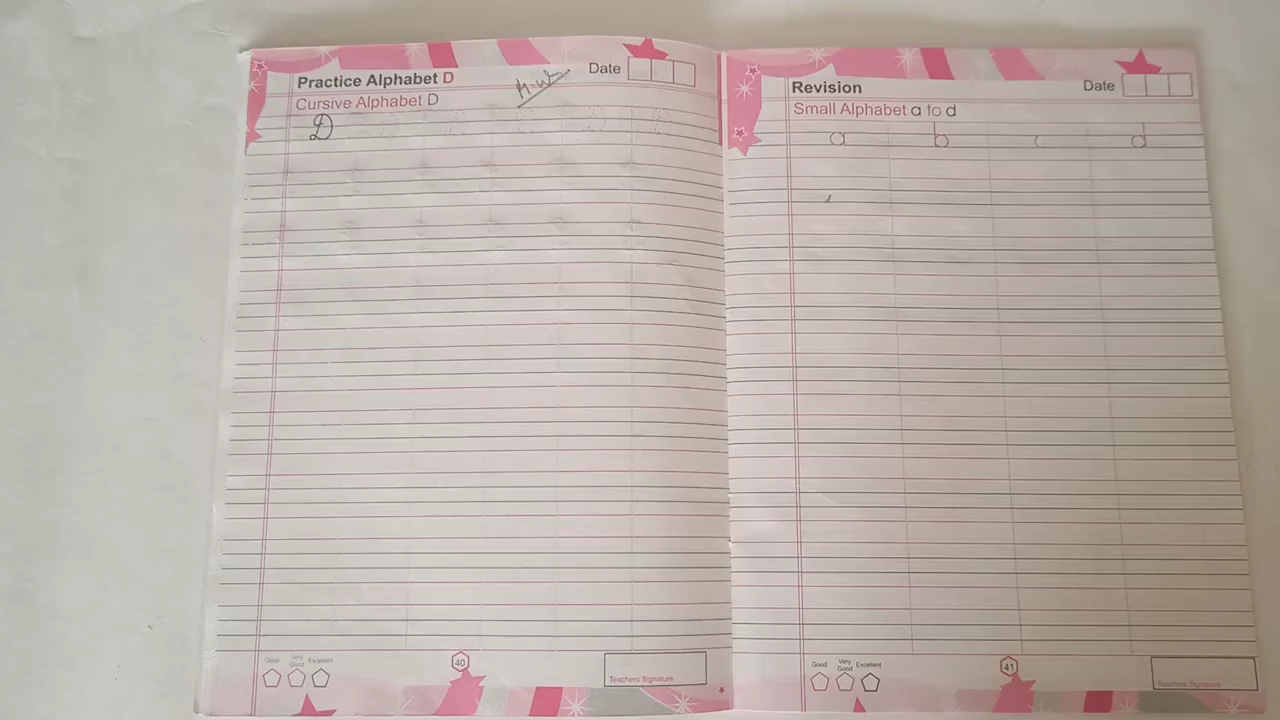 Practice Alphabet D
H.W
Date
Cursive Alphabet D
D
Good
Very Good
Excellent
40
Teachers Signature
Revision
Date
Small Alphabet a to d
a b c d
Good
Very Good
Excellent
41
Teachers Signature